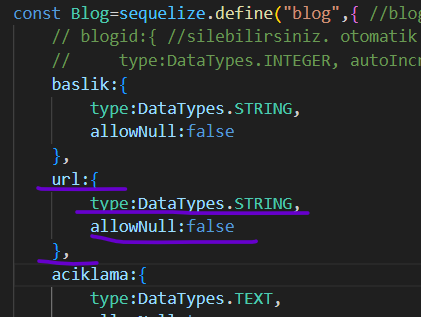 const Blog=sequelize.define("blog",{ //blog
// blogid:{ //silebilirsiniz. otomatik
//     type:DataTypes.INTEGER, autoIncr
baslik:{
type:DataTypes.STRING,
allowNull:false
},
url:{
type:DataTypes.STRING,
allowNull:false
},
aciklama:{
type:DataTypes.TEXT,